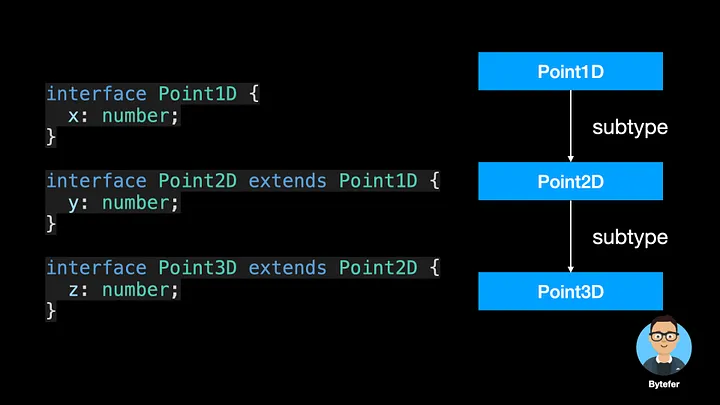 interface Point1D {
  x: number;
}
interface Point2D extends Point1D {
  y: number;
}
interface Point3D extends Point2D {
  z: number;
}
Point1D
subtype
Point2D
subtype
Point3D
Bytefer